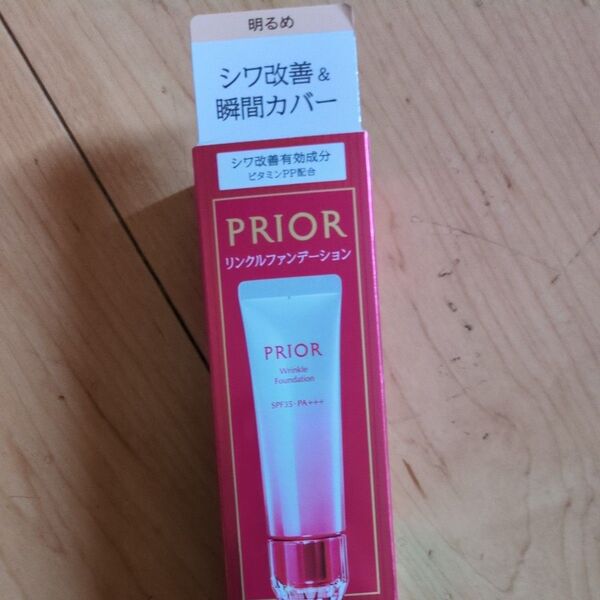 明るめ
シワ改善&
瞬間カバー
シワ改善有効成分
ビタミンPP配合
PRIOR
リンクルファンデーション
PRIOR
Wrinkle
Foundation
SPF35・PA+++